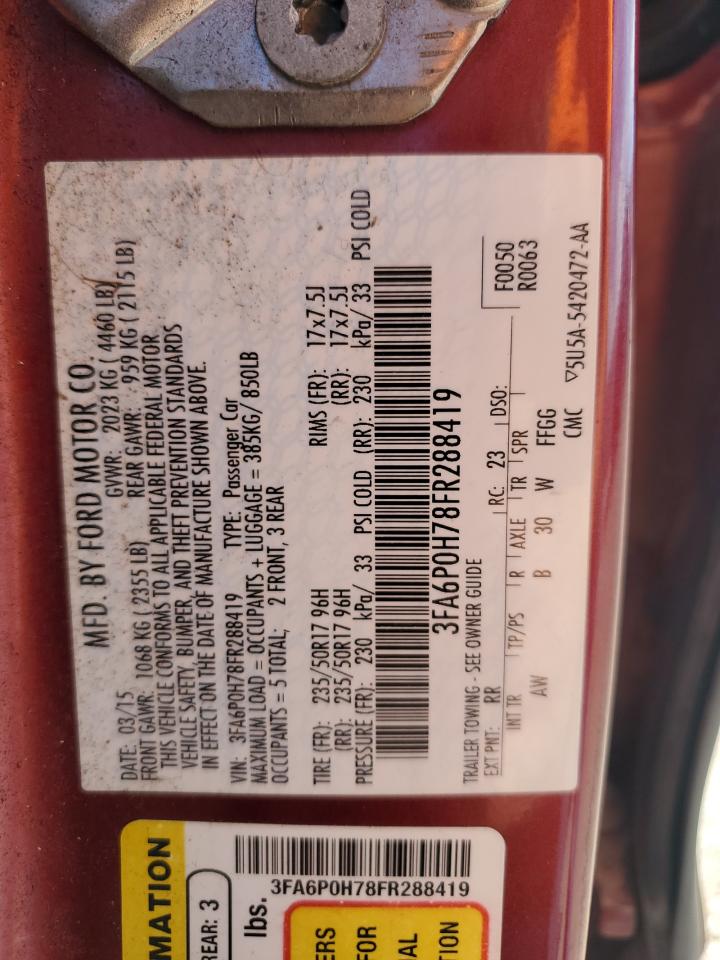 MFD. BY FORD MOTOR CO.
DATE: 03/15 GVWR: 2023 KG ( 4460 LB)
FRONT GAWR: 1068 KG ( 2355 LB) REAR GAWR: 959 KG ( 2115 LB)
THIS VEHICLE CONFORMS TO ALL APPLICABLE FEDERAL MOTOR
VEHICLE SAFETY, BUMPER, AND THEFT PREVENTION STANDARDS
IN EFFECT ON THE DATE OF MANUFACTURE SHOWN ABOVE.
VIN: 3FA6P0H78FR288419 TYPE: Passenger Car
MAXIMUM LOAD = OCCUPANTS + LUGGAGE = 385KG/ 850LB
OCCUPANTS = 5 TOTAL; 2 FRONT, 3 REAR
TIRE (FR): 235/50R17 96H RIMS (FR): 17x7.5J
(RR): 235/50R17 96H (RR): 17x7.5J
PRESSURE (FR): 230 kPa/ 33 PSI COLD (RR): 230 kPa/ 33 PSI COLD
3FA6P0H78FR288419
TRAILER TOWING - SEE OWNER GUIDE
EXT PNT: RR RC: 23 DSO: F0050
R0063
INT TR TP/PS R AXLE TR SPR
AW B 30 W FFGG
CMC ▽5U5A-5420472-AA
MATION
REAR: 3
lbs.
3FA6P0H78FR288419
ERS
FOR
AL
TION